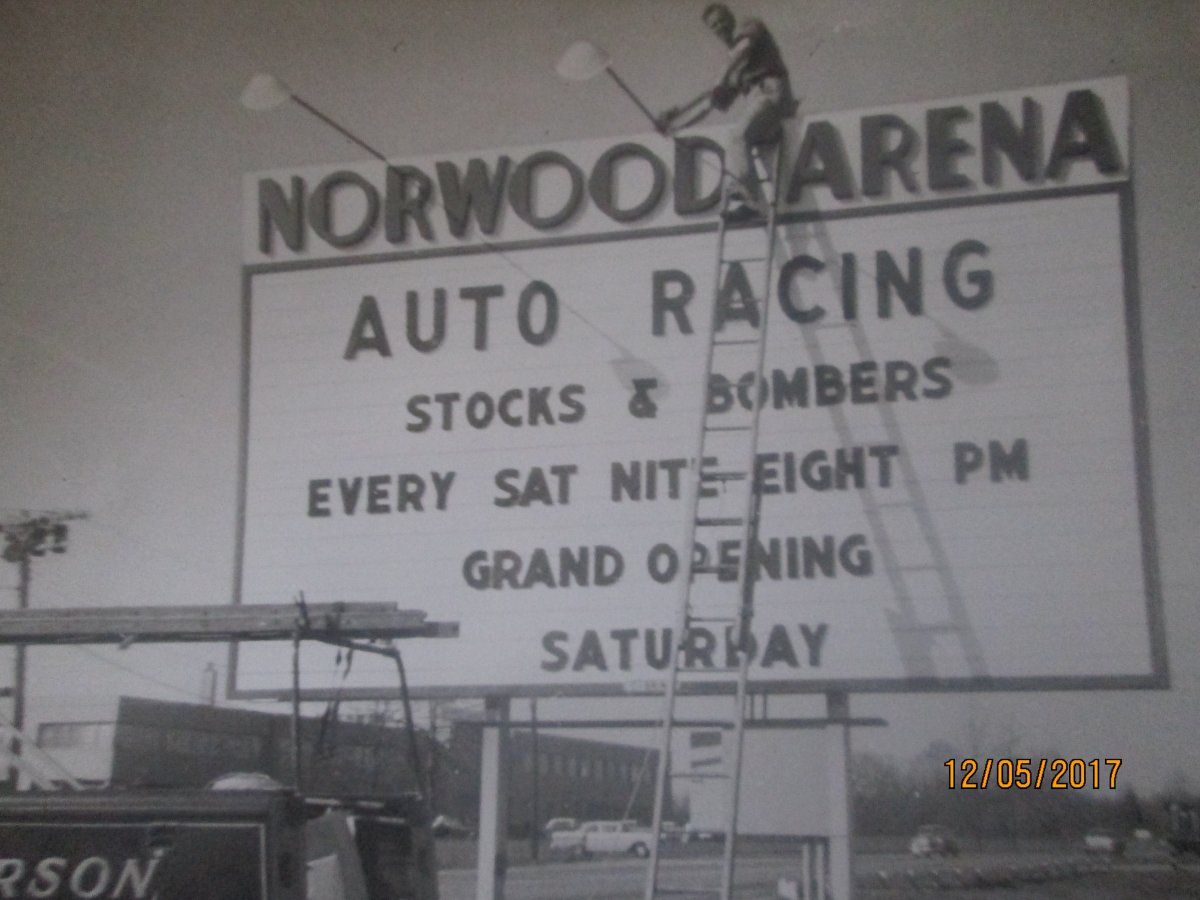 NORWOOD ARENA
AUTO RACING
STOCKS & BOMBERS
EVERY SAT NITE EIGHT PM
GRAND OPENING
SATURDAY
12/05/2017
RSON